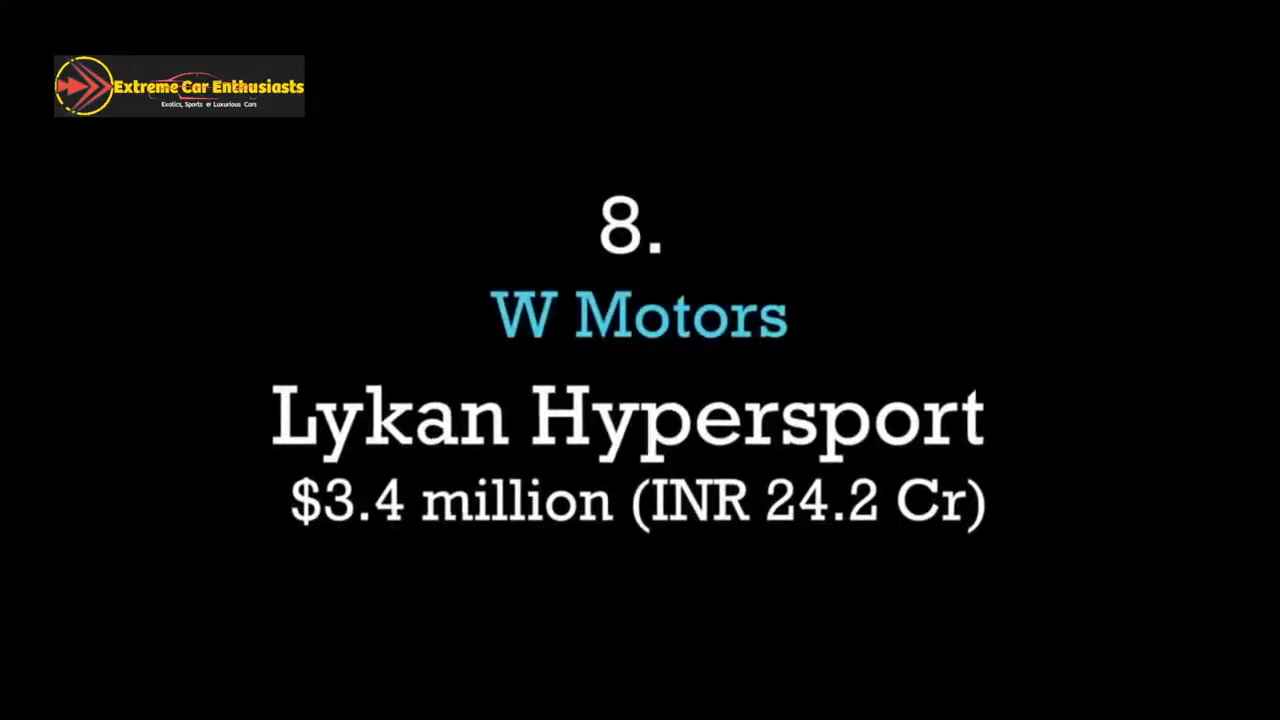 Extreme Car Enthusiasts
Exotics, Sports & Luxurious Cars
8.
W Motors
Lykan Hypersport
$3.4 million (INR 24.2 Cr)